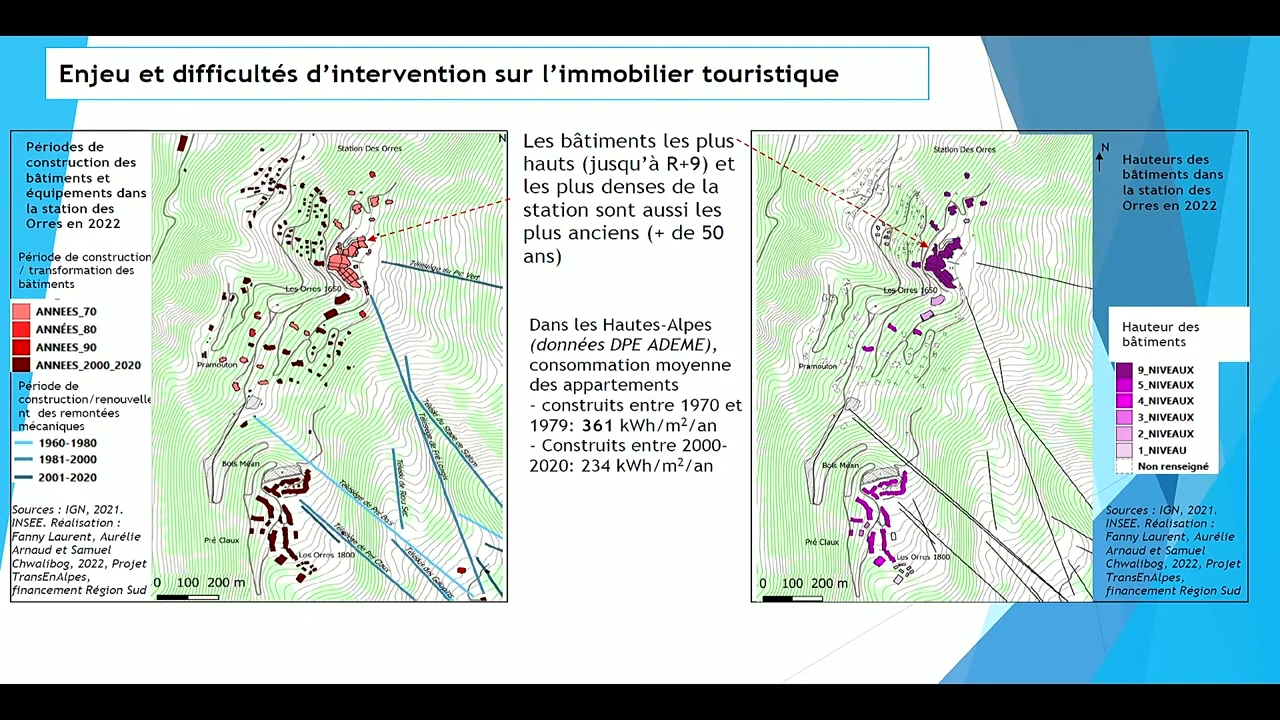 Enjeu et difficultés d’intervention sur l’immobilier touristique
Périodes de
construction des
bâtiments et
équipements dans
la station des
Orres en 2022
Période de construction
/ transformation des
bâtiments
ANNEES_70
ANNÉES_80
ANNEES_90
ANNEES_2000_2020
Période de
construction/renouvelle
nt des remontées
mécaniques
1960-1980
1981-2000
2001-2020
Sources : IGN, 2021.
INSEE. Réalisation :
Fanny Laurent, Aurélie
Arnaud et Samuel
Chwalibog, 2022, Projet
TransEnAlpes,
financement Région Sud
N
Station Des Orres
Les Orres 1650
Télésiège du Pic Vert
Pramouton
Bois Méan
Pré Claux
Les Orres 1800
0 100 200 m
Les bâtiments les plus
hauts (jusqu’à R+9) et
les plus denses de la
station sont aussi les
plus anciens (+ de 50
ans)
Dans les Hautes-Alpes
(données DPE ADEME),
consommation moyenne
des appartements
- construits entre 1970 et
1979: 361 kWh/m²/an
- Construits entre 2000-
2020: 234 kWh/m²/an
Station Des Orres
Les Orres 1650
Pramouton
Bois Méan
Pré Claux
Les Orres 1800
0 100 200 m
N
Hauteurs des
bâtiments dans
la station des
Orres en 2022
Hauteur des
bâtiments
9_NIVEAUX
5_NIVEAUX
4_NIVEAUX
3_NIVEAUX
2_NIVEAUX
1_NIVEAU
Non renseigné
Sources : IGN, 2021.
INSEE. Réalisation :
Fanny Laurent, Aurélie
Arnaud et Samuel
Chwalibog, 2022, Projet
TransEnAlpes,
financement Région Sud